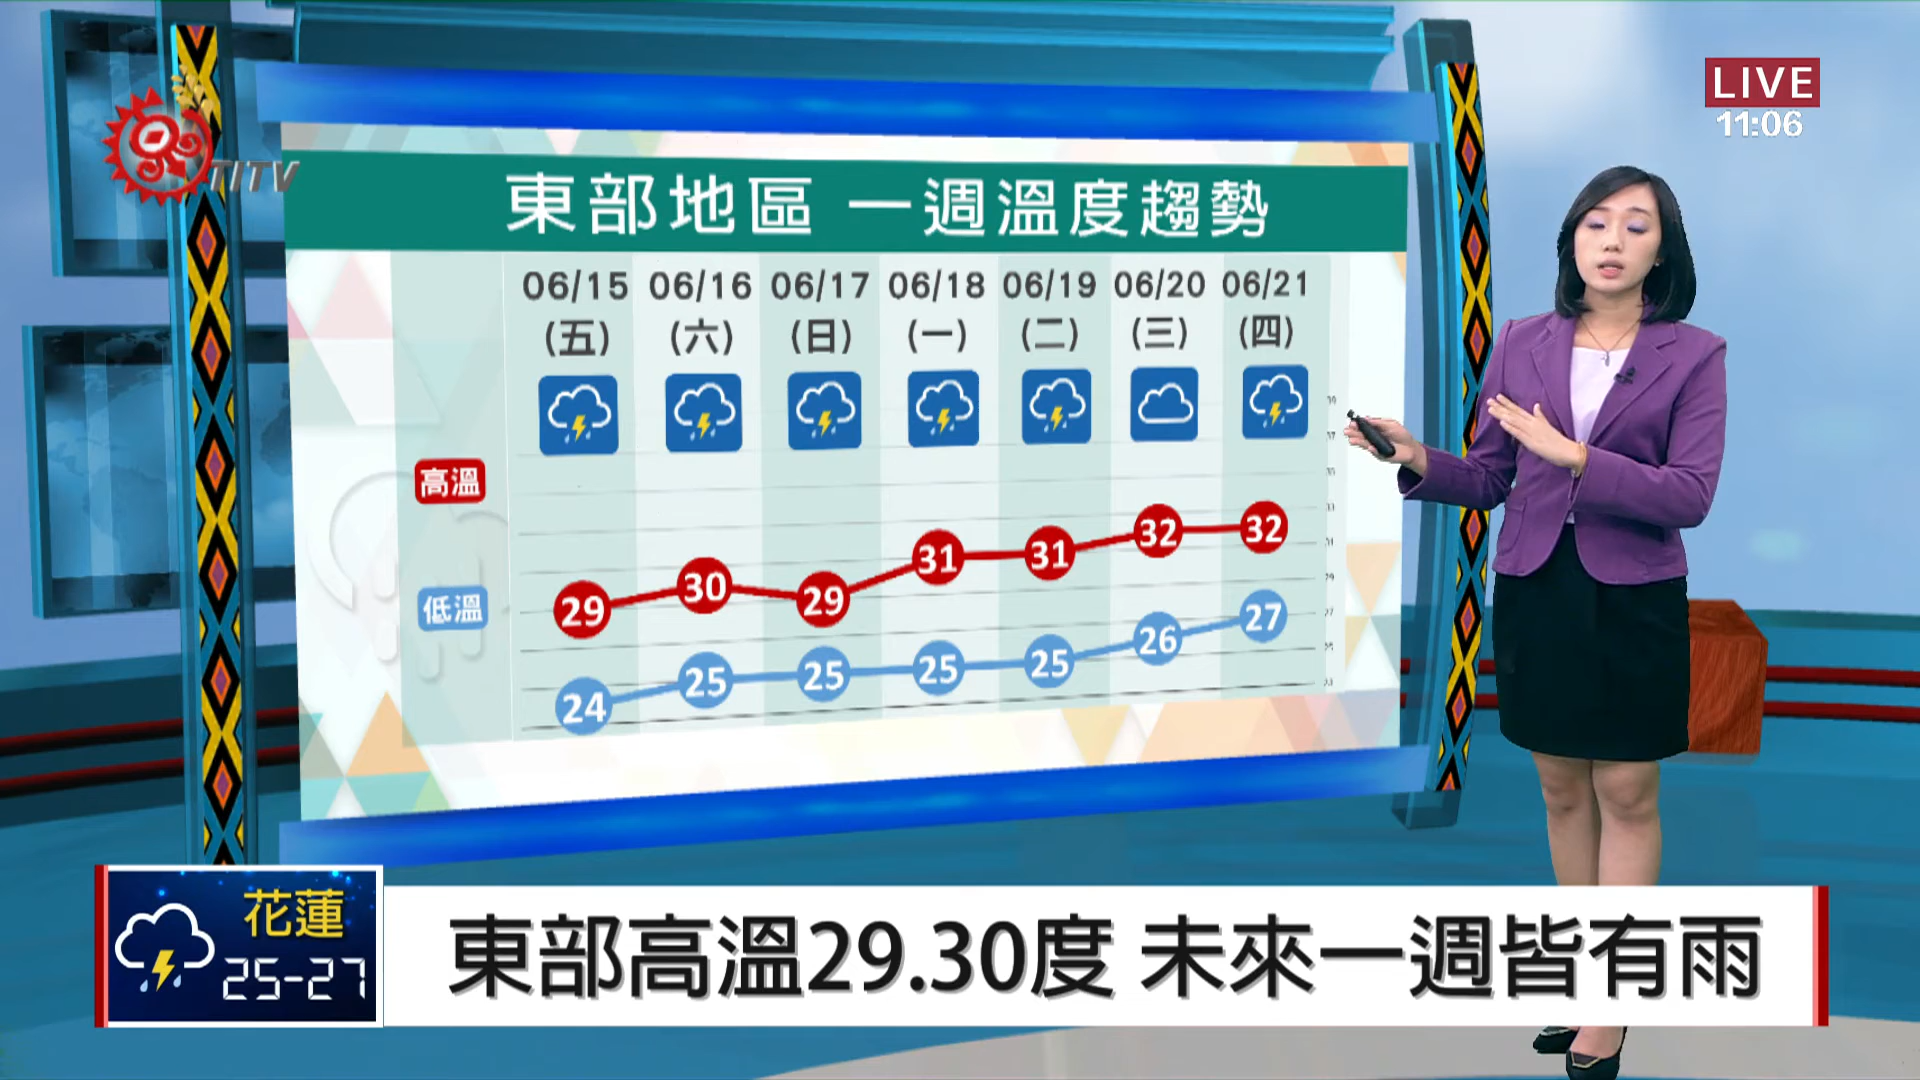 LIVE
11:06
TITV
東部地區 一週溫度趨勢
06/15 06/16 06/17 06/18 06/19 06/20 06/21
(五) (六) (日) (一) (二) (三) (四)
高溫
29 30 29 31 31 32 32
低溫
24 25 25 25 25 26 27
花蓮
25-27
東部高溫29.30度 未來一週皆有雨